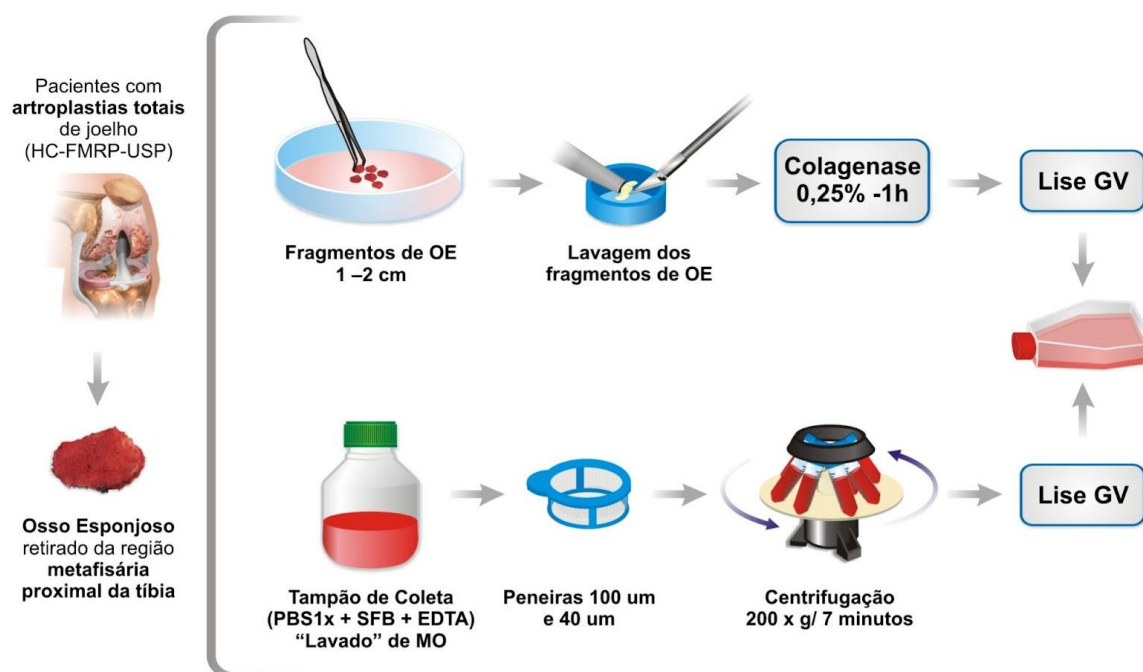 Pacientes com
artroplastias totais
de joelho
(HC-FMRP-USP)
Osso Esponjoso
retirado da região
metafisária
proximal da tíbia
Fragmentos de OE
1 –2 cm
Lavagem dos
fragmentos de OE
Colagenase
0,25% -1h
Lise GV
Tampão de Coleta
(PBS1x + SFB + EDTA)
“Lavado” de MO
Peneiras 100 um
e 40 um
Centrifugação
200 x g/ 7 minutos
Lise GV